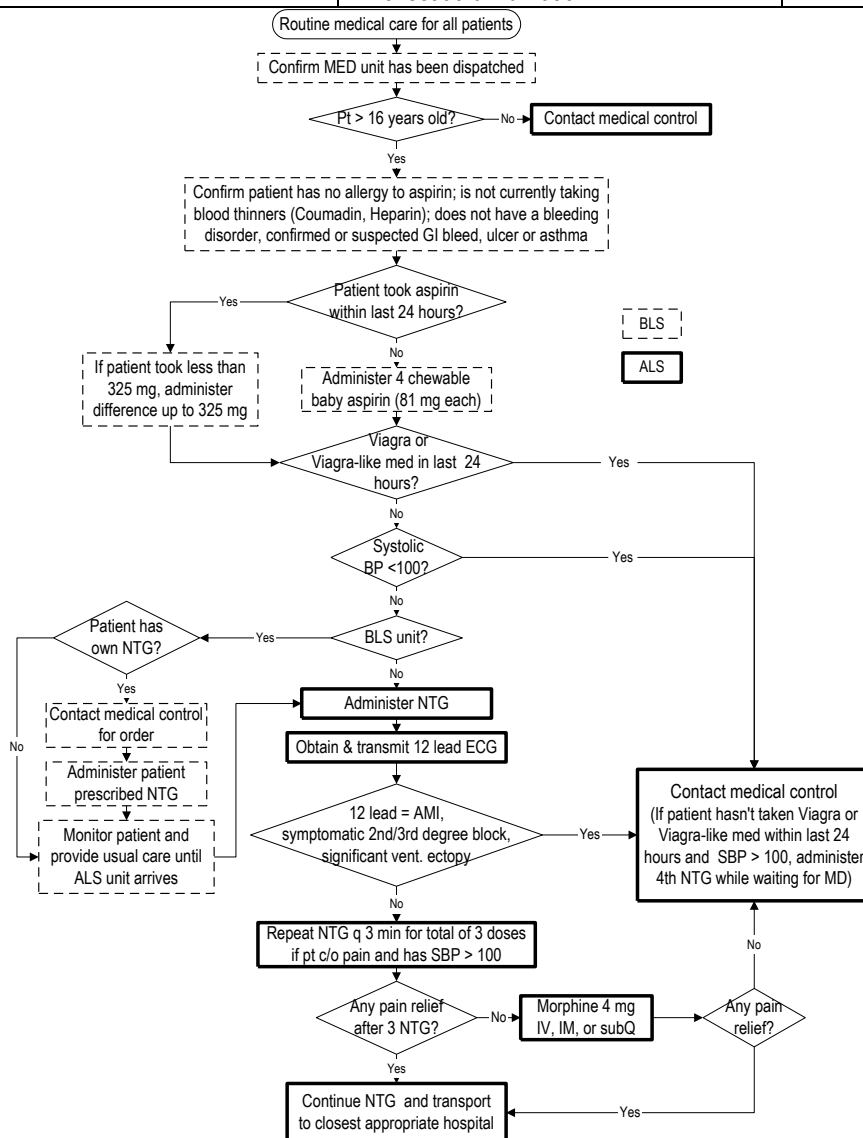 Routine medical care for all patients
Confirm MED unit has been dispatched
Pt > 16 years old?
No
Contact medical control
Yes
Confirm patient has no allergy to aspirin; is not currently taking
blood thinners (Coumadin, Heparin); does not have a bleeding
disorder, confirmed or suspected GI bleed, ulcer or asthma
Patient took aspirin
within last 24 hours?
Yes
No
BLS
ALS
If patient took less than
325 mg, administer
difference up to 325 mg
Administer 4 chewable
baby aspirin (81 mg each)
Viagra or
Viagra-like med in last 24
hours?
Yes
No
Systolic
BP <100?
Yes
No
BLS unit?
Yes
Patient has
own NTG?
No
Yes
No
Administer NTG
Contact medical control
for order
Obtain & transmit 12 lead ECG
Administer patient
prescribed NTG
Monitor patient and
provide usual care until
ALS unit arrives
12 lead = AMI,
symptomatic 2nd/3rd degree block,
significant vent. ectopy
Yes
Contact medical control
(If patient hasn't taken Viagra or
Viagra-like med within last 24
hours and SBP > 100, administer
4th NTG while waiting for MD)
No
Repeat NTG q 3 min for total of 3 doses
if pt c/o pain and has SBP > 100
No
Any pain relief
after 3 NTG?
No
Morphine 4 mg
IV, IM, or subQ
Any pain
relief?
Yes
Continue NTG and transport
to closest appropriate hospital
Yes